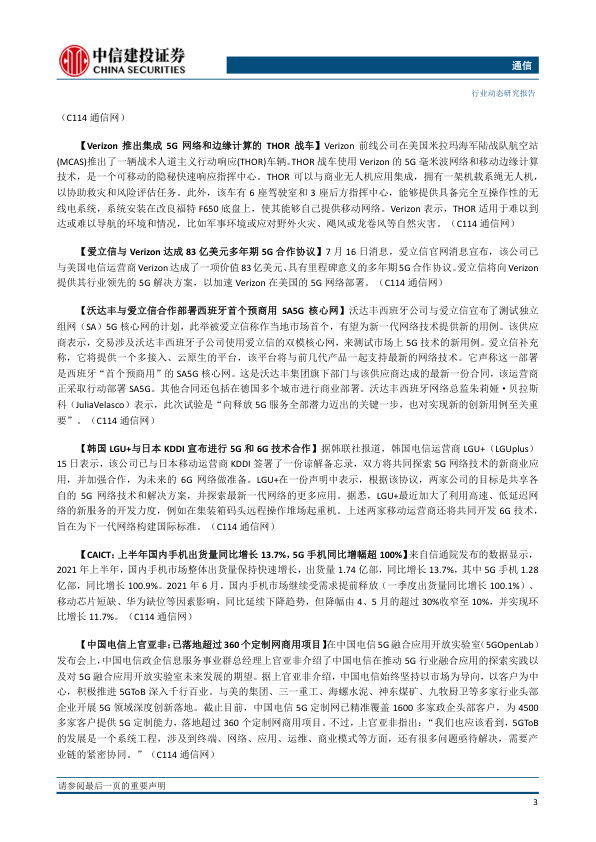 中信建投证券
CHINA SECURITIES
通信
行业动态研究报告
（C114 通信网）
【Verizon 推出集成 5G 网络和边缘计算的 THOR 战车】Verizon 前线公司在美国米拉玛海军陆战队航空站
(MCAS)推出了一辆战术人道主义行动响应(THOR)车辆。THOR 战车使用 Verizon 的 5G 毫米波网络和移动边缘计算
技术，是一个可移动的隐秘快速响应指挥中心。THOR 可以与商业无人机应用集成，拥有一架机载系绳无人机，
以协助救灾和风险评估任务。此外，该车有 6 座驾驶室和 3 座后方指挥中心，能够提供具备完全互操作性的无
线电系统，系统安装在改良福特 F650 底盘上，使其能够自己提供移动网络。Verizon 表示，THOR 适用于难以到
达或难以导航的环境和情况，比如军事环境或应对野外火灾、飓风或龙卷风等自然灾害。（C114 通信网）
【爱立信与 Verizon 达成 83 亿美元多年期 5G 合作协议】7 月 16 日消息，爱立信官网消息宣布，该公司已
与美国电信运营商 Verizon 达成了一项价值 83 亿美元、具有里程碑意义的多年期 5G 合作协议。爱立信将向 Verizon
提供其行业领先的 5G 解决方案，以加速 Verizon 在美国的 5G 网络部署。（C114 通信网）
【沃达丰与爱立信合作部署西班牙首个预商用 SA5G 核心网】沃达丰西班牙公司与爱立信宣布了测试独立
组网（SA）5G 核心网的计划，此举被爱立信称作当地市场首个，有望为新一代网络技术提供新的用例。该供应
商表示，交易涉及沃达丰西班牙子公司使用爱立信的双模核心网，来测试市场上 5G 技术的新用例。爱立信补充
称，它将提供一个多接入、云原生的平台，该平台将与前几代产品一起支持最新的网络技术。它声称这一部署
是西班牙“首个预商用”的 SA5G 核心网。这是沃达丰集团旗下部门与该供应商达成的最新一份合同，该运营商
正采取行动部署 SA5G。其他合同还包括在德国多个城市进行商业部署。沃达丰西班牙网络总监朱莉娅·贝拉斯
科（JuliaVelasco）表示，此次试验是“向释放 5G 服务全部潜力迈出的关键一步，也对实现新的创新用例至关重
要”。（C114 通信网）
【韩国 LGU+与日本 KDDI 宣布进行 5G 和 6G 技术合作】据韩联社报道，韩国电信运营商 LGU+（LGUplus）
15 日表示，该公司已与日本移动运营商 KDDI 签署了一份谅解备忘录，双方将共同探索 5G 网络技术的新商业应
用，并加强合作，为未来的 6G 网络做准备。LGU+在一份声明中表示，根据该协议，两家公司的目标是共享各
自的 5G 网络技术和解决方案，并探索最新一代网络的更多应用。据悉，LGU+最近加大了利用高速、低延迟网
络的新服务的开发力度，例如在集装箱码头远程操作堆场起重机。上述两家移动运营商还将共同开发 6G 技术，
旨在为下一代网络构建国际标准。（C114 通信网）
【CAICT：上半年国内手机出货量同比增长 13.7%，5G 手机同比增幅超 100%】来自信通院发布的数据显示，
2021 年上半年，国内手机市场整体出货量保持快速增长，出货量 1.74 亿部，同比增长 13.7%，其中 5G 手机 1.28
亿部，同比增长 100.9%。2021 年 6 月，国内手机市场继续受需求提前释放（一季度出货量同比增长 100.1%）、
移动芯片短缺、华为缺位等因素影响，同比延续下降趋势，但降幅由 4、5 月的超过 30%收窄至 10%，并实现环
比增长 11.7%。（C114 通信网）
【中国电信上官亚非：已落地超过 360 个定制网商用项目】在中国电信 5G 融合应用开放实验室（5GOpenLab）
发布会上，中国电信政企信息服务事业群总经理上官亚非介绍了中国电信在推动 5G 行业融合应用的探索实践以
及对 5G 融合应用开放实验室未来发展的期望。据上官亚非介绍，中国电信始终坚持以市场为导向，以客户为中
心，积极推进 5GToB 深入千行百业。与美的集团、三一重工、海螺水泥、神东煤矿、九牧厨卫等多家行业头部
企业开展 5G 领域深度创新落地。截止目前，中国电信 5G 定制网已精准覆盖 1600 多家政企头部客户，为 4500
多家客户提供 5G 定制能力，落地超过 360 个定制网商用项目。不过，上官亚非指出：“我们也应该看到，5GToB
的发展是一个系统工程，涉及到终端、网络、应用、运维、商业模式等方面，还有很多问题亟待解决，需要产
业链的紧密协同。”（C114 通信网）
请参阅最后一页的重要声明
3